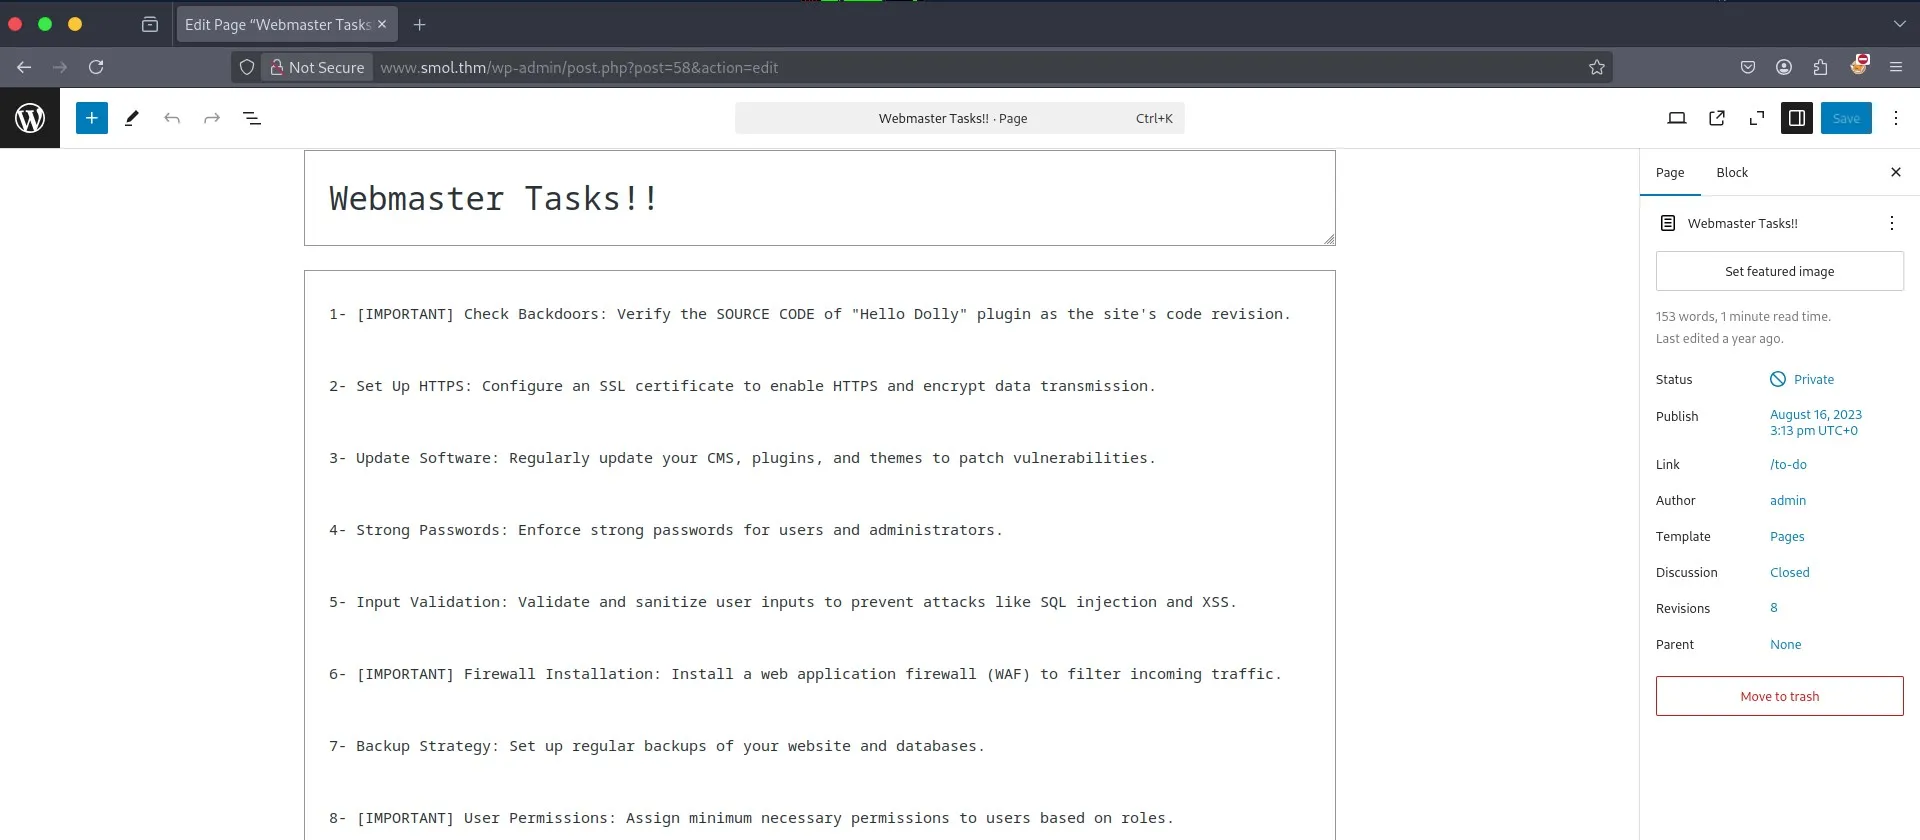 Edit Page “Webmaster Tasks
Not Secure
www.smol.thm/wp-admin/post.php?post=58&action=edit
Webmaster Tasks!! · Page
Ctrl+K
Save
Webmaster Tasks!!
1- [IMPORTANT] Check Backdoors: Verify the SOURCE CODE of "Hello Dolly" plugin as the site's code revision.
2- Set Up HTTPS: Configure an SSL certificate to enable HTTPS and encrypt data transmission.
3- Update Software: Regularly update your CMS, plugins, and themes to patch vulnerabilities.
4- Strong Passwords: Enforce strong passwords for users and administrators.
5- Input Validation: Validate and sanitize user inputs to prevent attacks like SQL injection and XSS.
6- [IMPORTANT] Firewall Installation: Install a web application firewall (WAF) to filter incoming traffic.
7- Backup Strategy: Set up regular backups of your website and databases.
8- [IMPORTANT] User Permissions: Assign minimum necessary permissions to users based on roles.
Page
Block
Webmaster Tasks!!
Set featured image
153 words, 1 minute read time.
Last edited a year ago.
Status
Private
Publish
August 16, 2023
3:13 pm UTC+0
Link
/to-do
Author
admin
Template
Pages
Discussion
Closed
Revisions
8
Parent
None
Move to trash